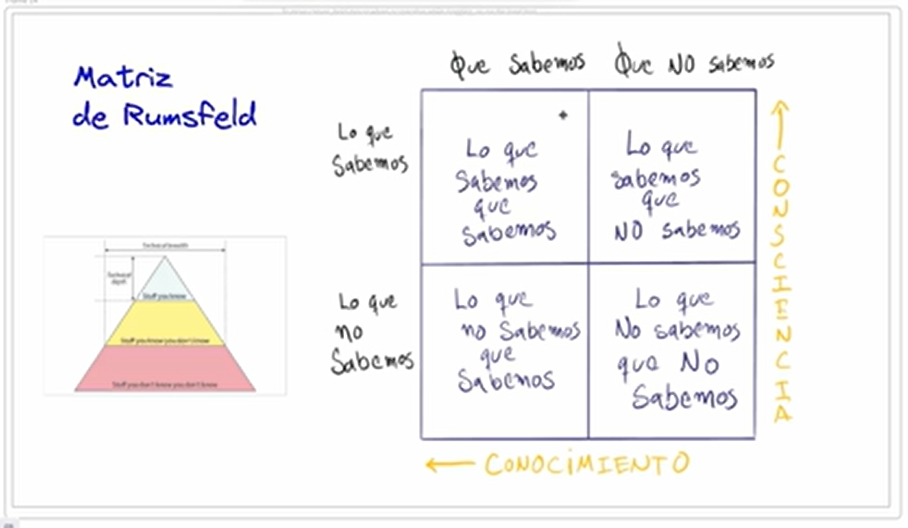 Matriz
de Rumsfeld
Que Sabemos
Que NO sabemos
Lo que
Sabemos
Lo que
Sabemos
que
Sabemos
Lo que
sabemos
que
NO sabemos
Lo que
no
Sabemos
Lo que
no Sabemos
que
Sabemos
Lo que
No sabemos
que No
Sabemos
CONSCIENCIA
CONOCIMIENTO
Technical breadth
Technical
depth
Stuff you know
Stuff you know you don't know
Stuff you don't know you don't know